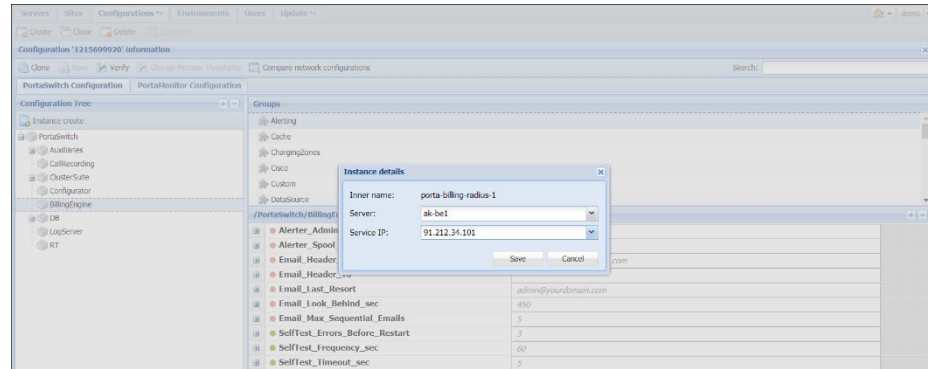 Servers Sites Configurations Environments Users Update demo
Create Clone Delete
Configuration '1215699920' information
Clone Save Verify Change Monitor Thresholds Compare network configurations Search:
PortaSwitch Configuration PortaMonitor Configuration
Configuration Tree Groups
Instance create Alerting
PortaSwitch Cache
Auxiliaries ChargingZones
CallRecording Cisco
ClusterSuite Custom
Configurator DataSource
BillingEngine /PortaSwitch/BillingE
DB Alerter_Admin
LogServer Alerter_Spool
RT Email_Header .com
Email_Header_To
Email_Last_Resort admin@yourdomain.com
Email_Look_Behind_sec 450
Email_Max_Sequential_Emails 5
SelfTest_Errors_Before_Restart 3
SelfTest_Frequency_sec 60
SelfTest_Timeout_sec 5
Instance details
Inner name: porta-billing-radius-1
Server: ak-be1
Service IP: 91.212.34.101
Save Cancel